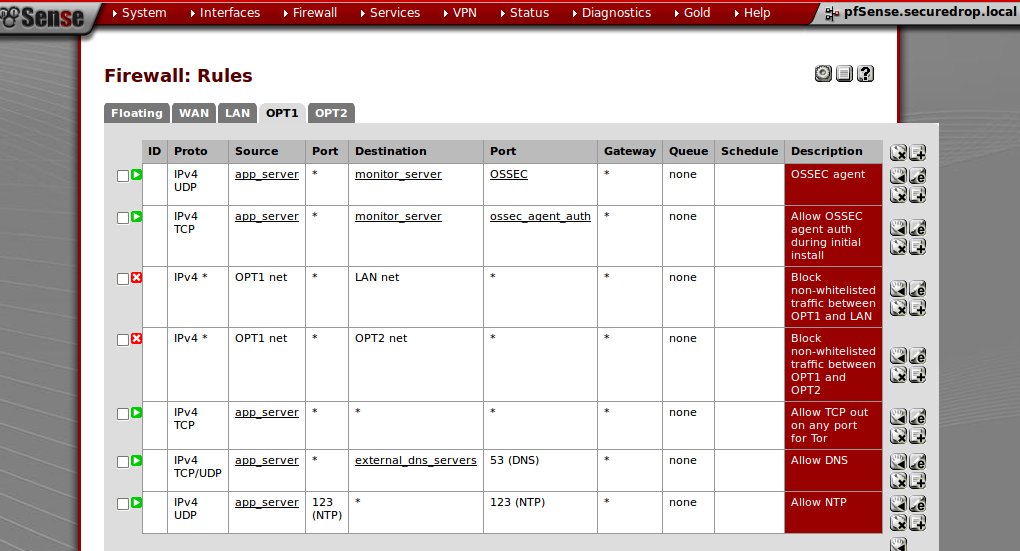 Sense
System Interfaces Firewall Services VPN Status Diagnostics Gold Help pfSense.securedrop.local
Firewall: Rules
?
Floating WAN LAN OPT1 OPT2
ID Proto Source Port Destination Port Gateway Queue Schedule Description
IPv4 app_server * monitor_server OSSEC * none OSSEC agent
UDP
IPv4 app_server * monitor_server ossec_agent_auth * none Allow OSSEC
TCP agent auth
during initial
install
IPv4 * OPT1 net * LAN net * * none Block
non-whitelisted
traffic between
OPT1 and LAN
IPv4 * OPT1 net * OPT2 net * * none Block
non-whitelisted
traffic between
OPT1 and
OPT2
IPv4 app_server * * * * none Allow TCP out
TCP on any port
for Tor
IPv4 app_server * external_dns_servers 53 (DNS) * none Allow DNS
TCP/UDP
IPv4 app_server 123 * 123 (NTP) * none Allow NTP
UDP (NTP)